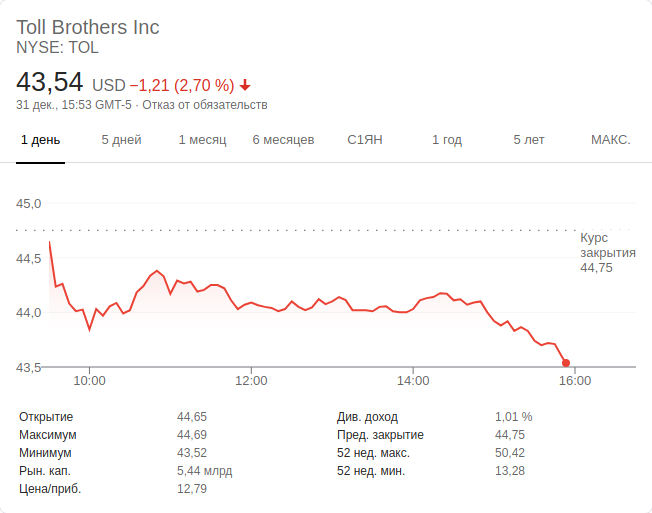 Toll Brothers Inc
NYSE: TOL
43,54 USD −1,21 (2,70 %)
31 дек., 15:53 GMT-5 · Отказ от обязательств
1 день 5 дней 1 месяц 6 месяцев С1ЯН 1 год 5 лет МАКС.
45,0
Курс
закрытия
44,75
44,5
44,0
43,5
10:00 12:00 14:00 16:00
Открытие 44,65 Див. доход 1,01 %
Максимум 44,69 Пред. закрытие 44,75
Минимум 43,52 52 нед. макс. 50,42
Рын. кап. 5,44 млрд 52 нед. мин. 13,28
Цена/приб. 12,79